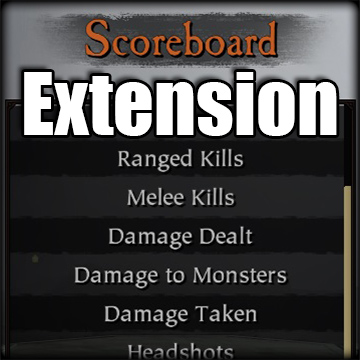 Scoreboard
Extension
Ranged Kills
Melee Kills
Damage Dealt
Damage to Monsters
Damage Taken
Headshots